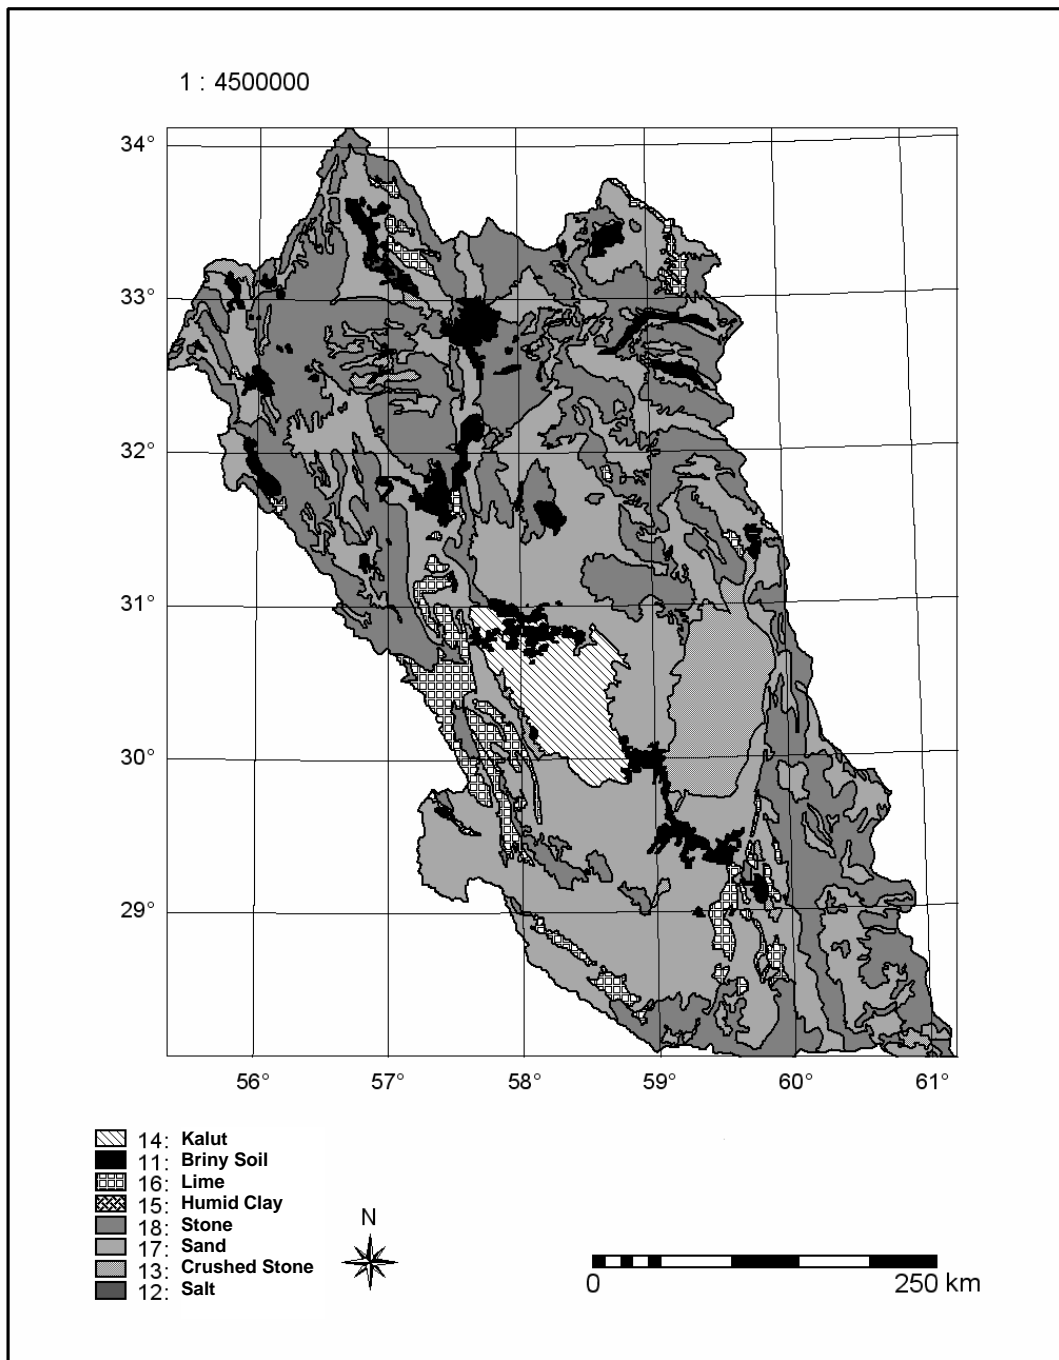 1 : 4500000
34°
33°
32°
31°
30°
29°
56° 57° 58° 59° 60° 61°
14: Kalut
11: Briny Soil
16: Lime
15: Humid Clay
18: Stone
17: Sand
13: Crushed Stone
12: Salt
N
0 250 km